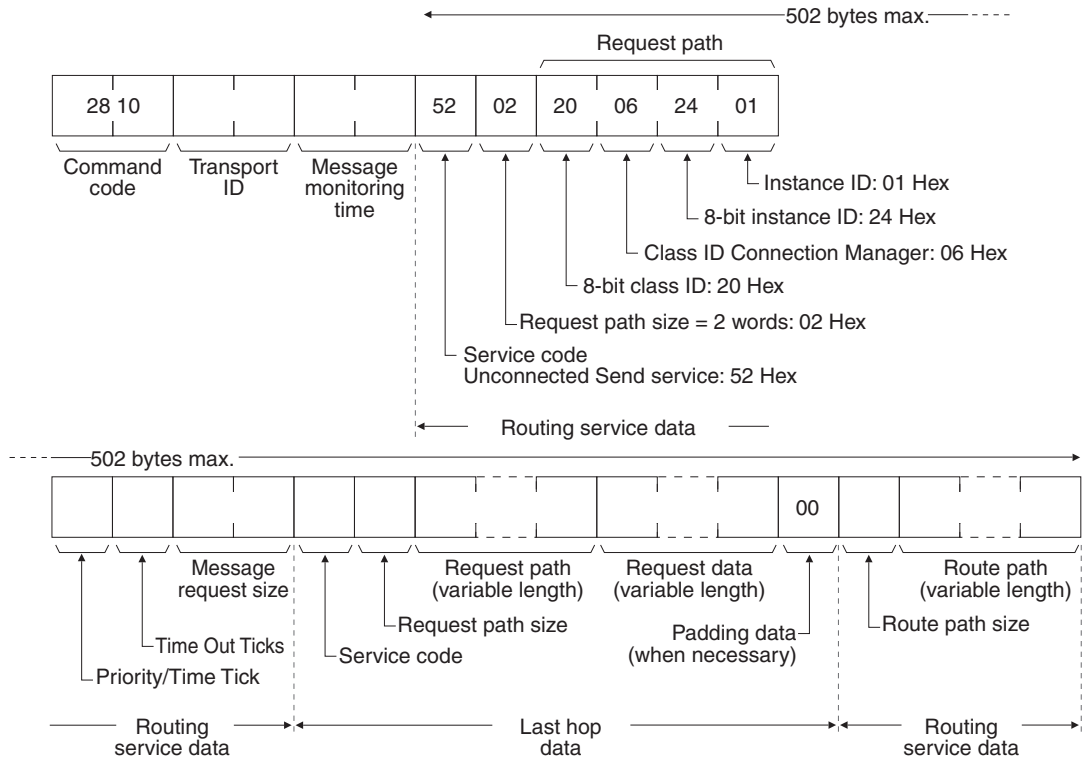 502 bytes max.
Request path
28 10
52
02
20
06
24
01
Command
code
Transport
ID
Message
monitoring
time
Instance ID: 01 Hex
8-bit instance ID: 24 Hex
Class ID Connection Manager: 06 Hex
8-bit class ID: 20 Hex
Request path size = 2 words: 02 Hex
Service code
Unconnected Send service: 52 Hex
Routing service data
502 bytes max.
00
Message
request size
Request path
(variable length)
Request data
(variable length)
Route path
(variable length)
Request path size
Padding data
(when necessary)
Route path size
Time Out Ticks
Service code
Priority/Time Tick
Routing
service data
Last hop
data
Routing
service data